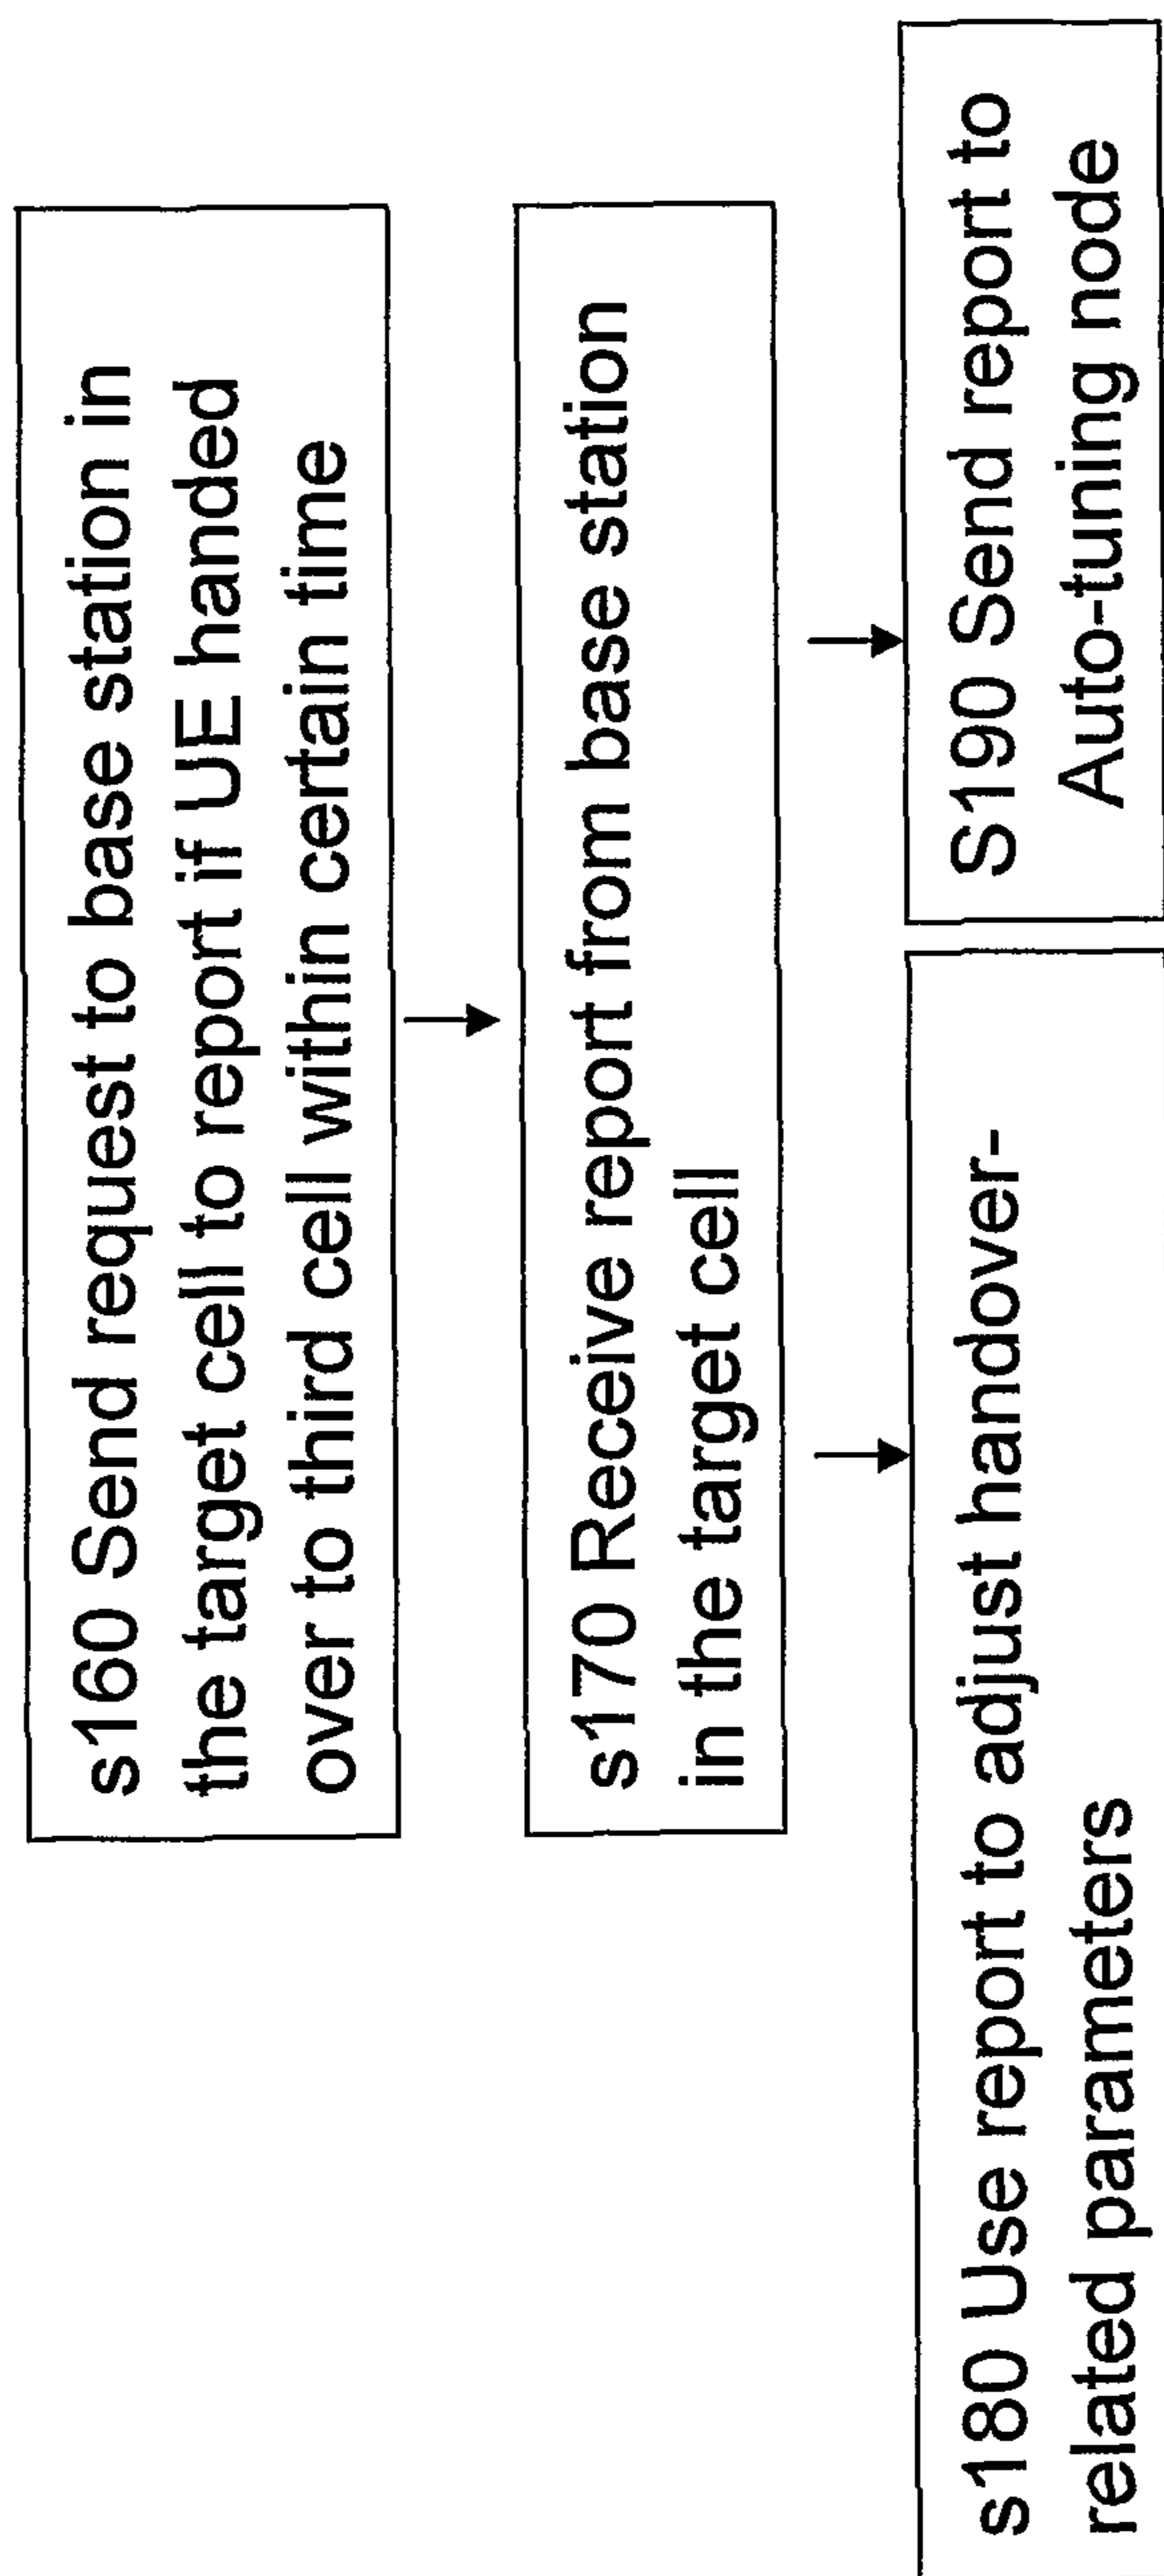 s160 Send request to base station in
the target cell to report if UE handed
over to third cell within certain time
s170 Receive report from base station
in the target cell
s180 Use report to adjust handover-
related parameters
S190 Send report to
Auto-tuning node